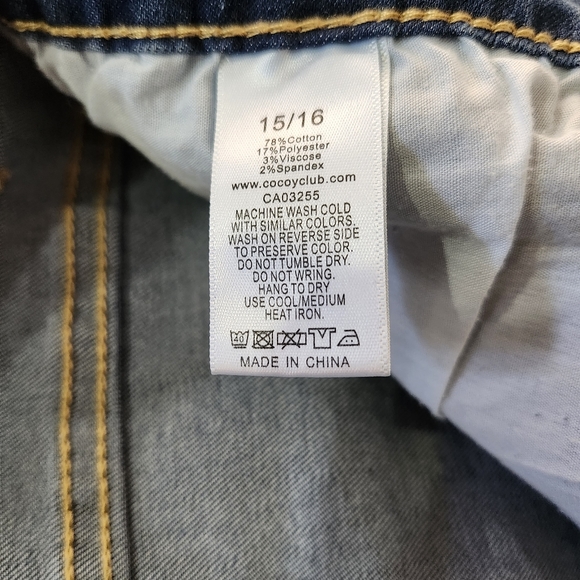 15/16
78%Cotton
17%Polyester
3%Viscose
2%Spandex
www.cocoyclub.com
CA03255
MACHINE WASH COLD
WITH SIMILAR COLORS.
WASH ON REVERSE SIDE
TO PRESERVE COLOR.
DO NOT TUMBLE DRY.
DO NOT WRING.
HANG TO DRY
USE COOL/MEDIUM
HEAT IRON.
40
MADE IN CHINA